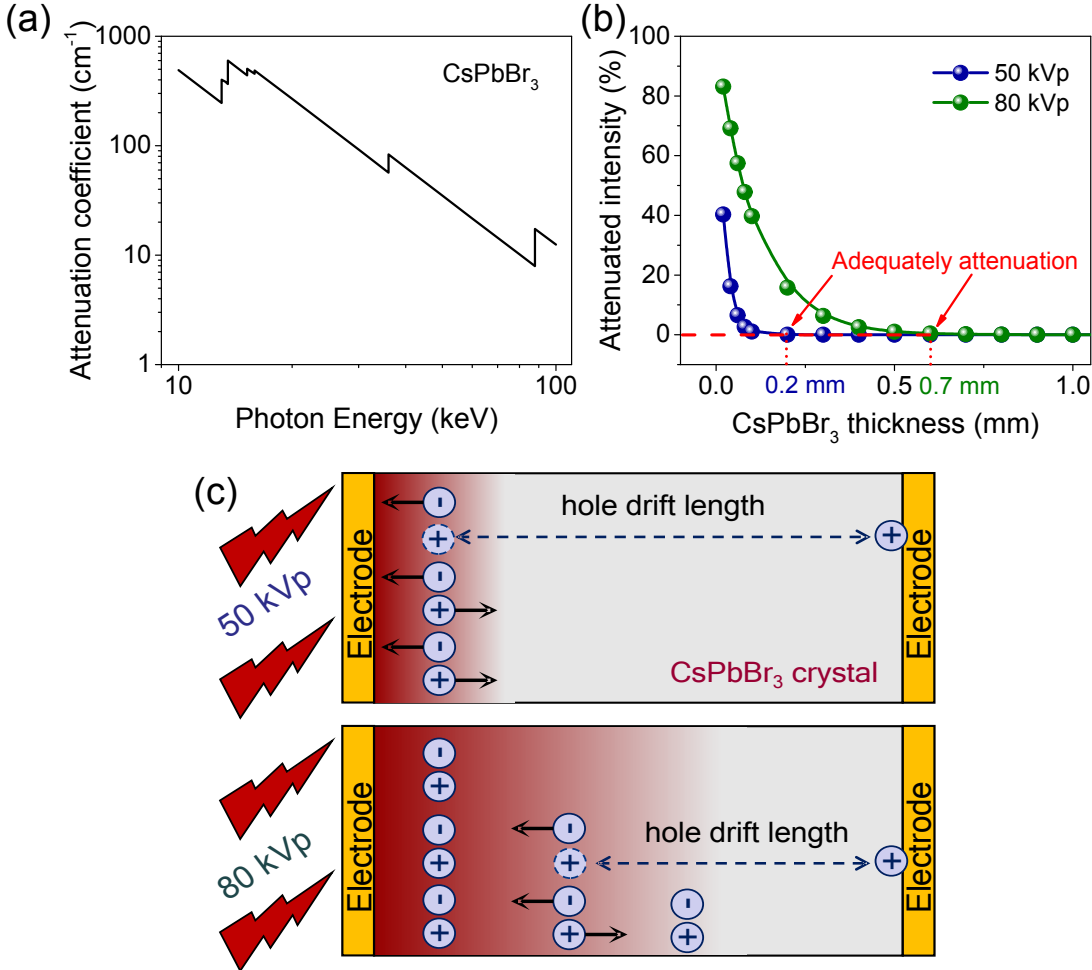 (a)
Attenuation coefficient (cm⁻¹)
1000
100
10
1
CsPbBr₃
10
100
Photon Energy (keV)
(b)
Attenuated intensity (%)
80
60
40
20
0
50 kVp
80 kVp
Adequately attenuation
0.0
0.2 mm
0.5
0.7 mm
1.0
CsPbBr₃ thickness (mm)
(c)
50 kVp
Electrode
-
+
-
+
-
+
hole drift length
+
CsPbBr₃ crystal
Electrode
80 kVp
Electrode
-
+
-
+
-
+
-
+
-
+
-
+
hole drift length
+
Electrode